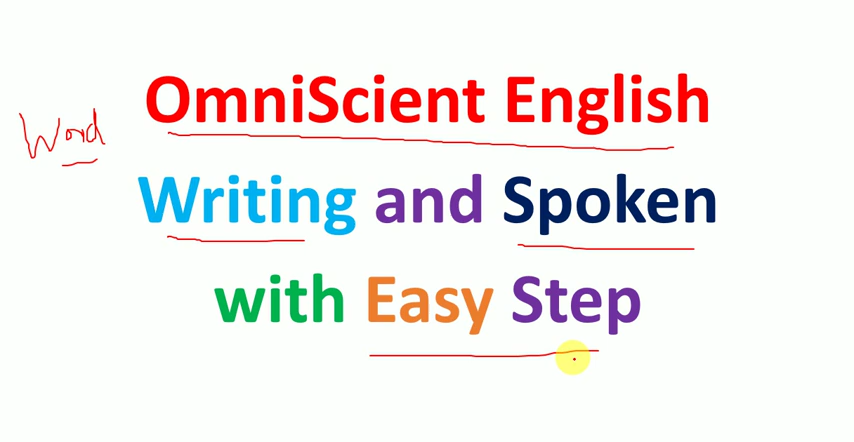 OmniScient English
Word
Writing and Spoken
with Easy Step